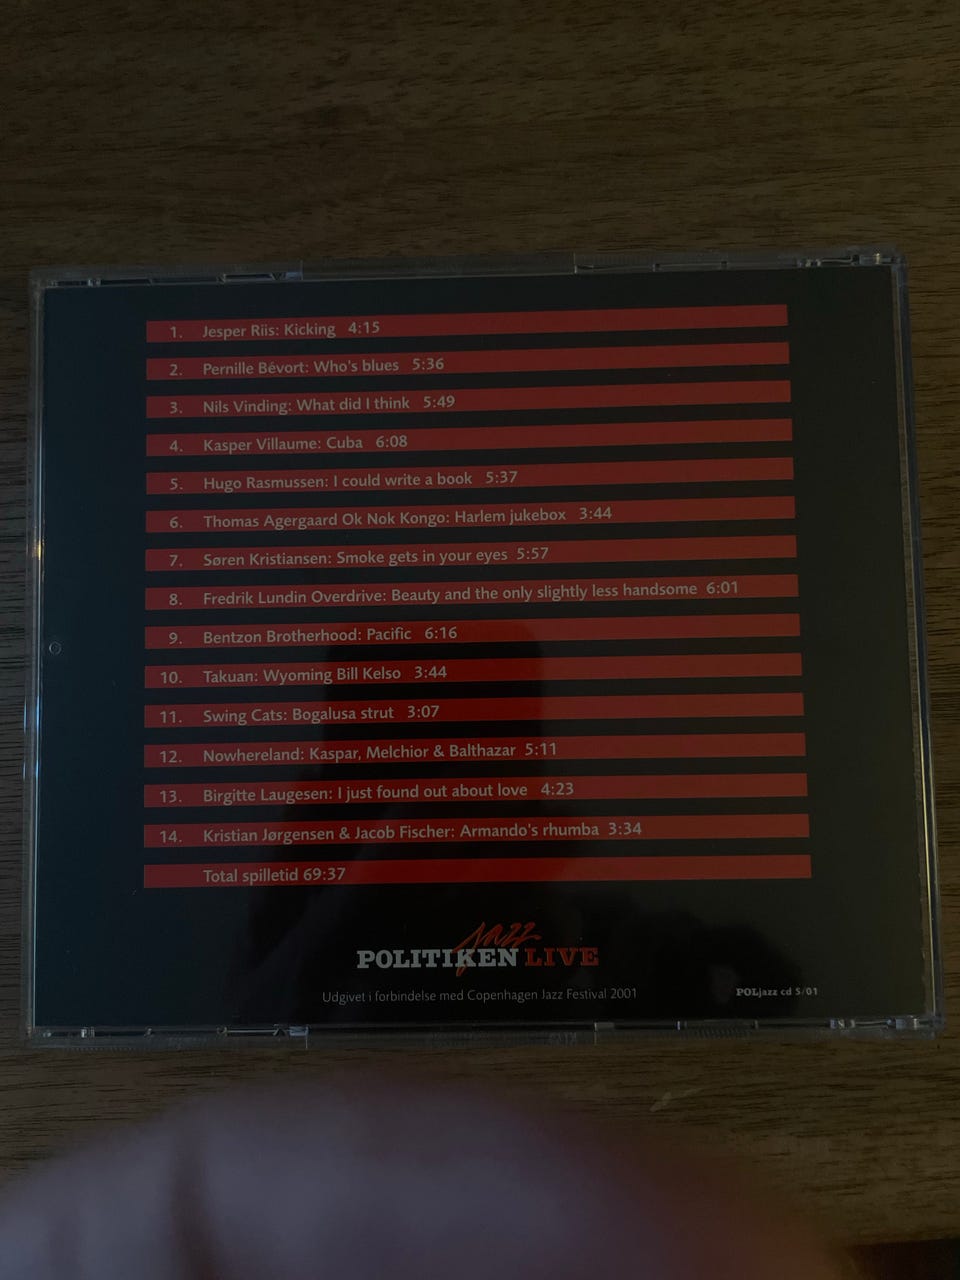 1. Jesper Riis: Kicking 4:15
2. Pernille Bévort: Who's blues 5:36
3. Nils Vinding: What did I think 5:49
4. Kasper Villaume: Cuba 6:08
5. Hugo Rasmussen: I could write a book 5:37
6. Thomas Agergaard Ok Nok Kongo: Harlem jukebox 3:44
7. Søren Kristiansen: Smoke gets in your eyes 5:57
8. Fredrik Lundin Overdrive: Beauty and the only slightly less handsome 6:01
9. Bentzon Brotherhood: Pacific 6:16
10. Takuan: Wyoming Bill Kelso 3:44
11. Swing Cats: Bogalusa strut 3:07
12. Nowhereland: Kaspar, Melchior & Balthazar 5:11
13. Birgitte Laugesen: I just found out about love 4:23
14. Kristian Jørgensen & Jacob Fischer: Armando's rhumba 3:34
Total spilletid 69:37
Jazz
POLITIKEN LIVE
Udgivet i forbindelse med Copenhagen Jazz Festival 2001
POLjazz cd 5/01